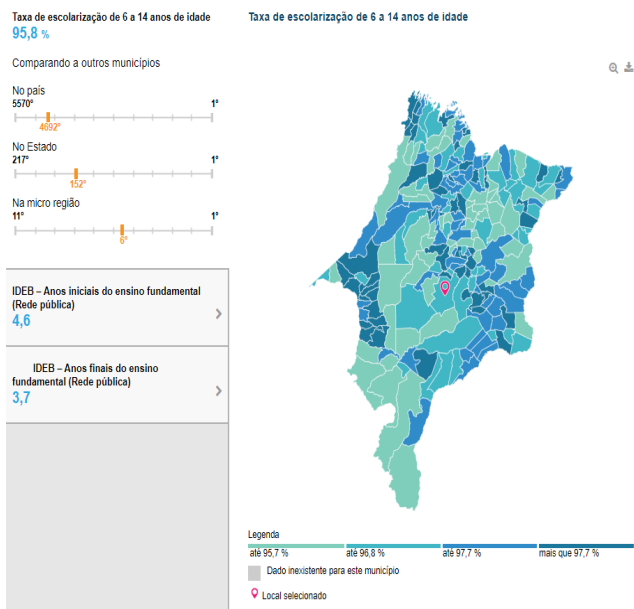 Taxa de escolarização de 6 a 14 anos de idade
95,8 %
Comparando a outros municípios
No país
5570º 1º
4692º
No Estado
217º 1º
152º
Na micro região
11º 1º
6º
IDEB – Anos iniciais do ensino fundamental
(Rede pública)
4,6
IDEB – Anos finais do ensino
fundamental (Rede pública)
3,7
Taxa de escolarização de 6 a 14 anos de idade
Legenda
até 95,7 % até 96,8 % até 97,7 % mais que 97,7 %
Dado inexistente para este município
Local selecionado